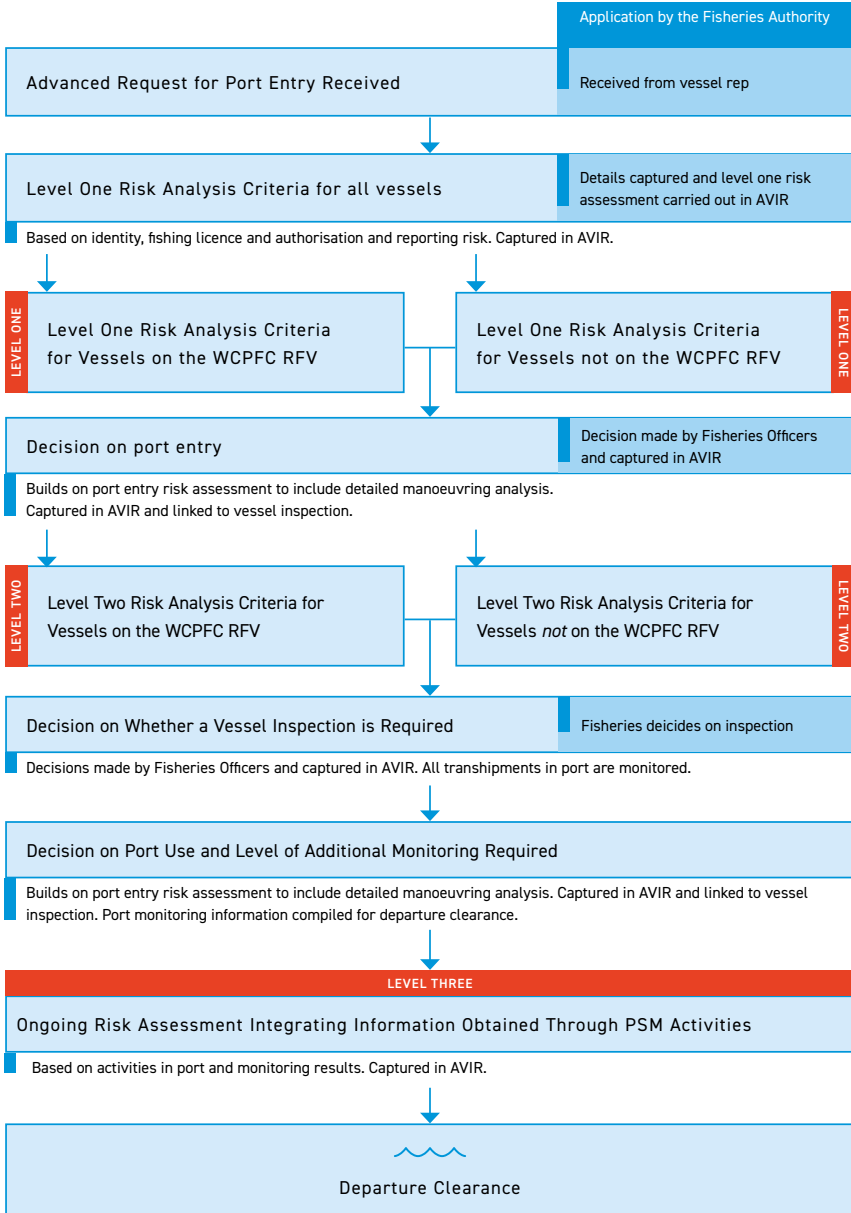 Application by the Fisheries Authority
Advanced Request for Port Entry Received
Received from vessel rep
Level One Risk Analysis Criteria for all vessels
Details captured and level one risk
assessment carried out in AVIR
Based on identity, fishing licence and authorisation and reporting risk. Captured in AVIR.
LEVEL ONE
Level One Risk Analysis Criteria
for Vessels on the WCPFC RFV
Level One Risk Analysis Criteria
for Vessels not on the WCPFC RFV
LEVEL ONE
Decision on port entry
Decision made by Fisheries Officers
and captured in AVIR
Builds on port entry risk assessment to include detailed manoeuvring analysis.
Captured in AVIR and linked to vessel inspection.
LEVEL TWO
Level Two Risk Analysis Criteria for
Vessels on the WCPFC RFV
Level Two Risk Analysis Criteria for
Vessels not on the WCPFC RFV
LEVEL TWO
Decision on Whether a Vessel Inspection is Required
Fisheries deicides on inspection
Decisions made by Fisheries Officers and captured in AVIR. All transhipments in port are monitored.
Decision on Port Use and Level of Additional Monitoring Required
Builds on port entry risk assessment to include detailed manoeuvring analysis. Captured in AVIR and linked to vessel
inspection. Port monitoring information compiled for departure clearance.
LEVEL THREE
Ongoing Risk Assessment Integrating Information Obtained Through PSM Activities
Based on activities in port and monitoring results. Captured in AVIR.
Departure Clearance